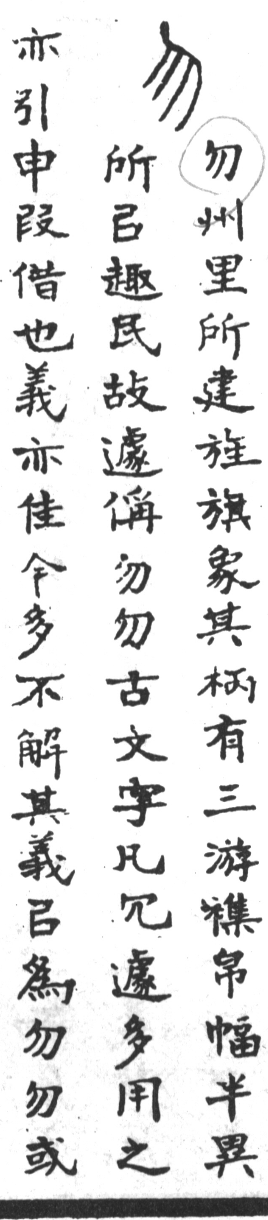 勿
勿州里所建旌旗象其柄有三游襍帛幅半異
所㠯趣民故遽偁勿勿古文字凡冗遽多用之
亦引申叚借也義亦佳今多不解其義㠯為勿勿或